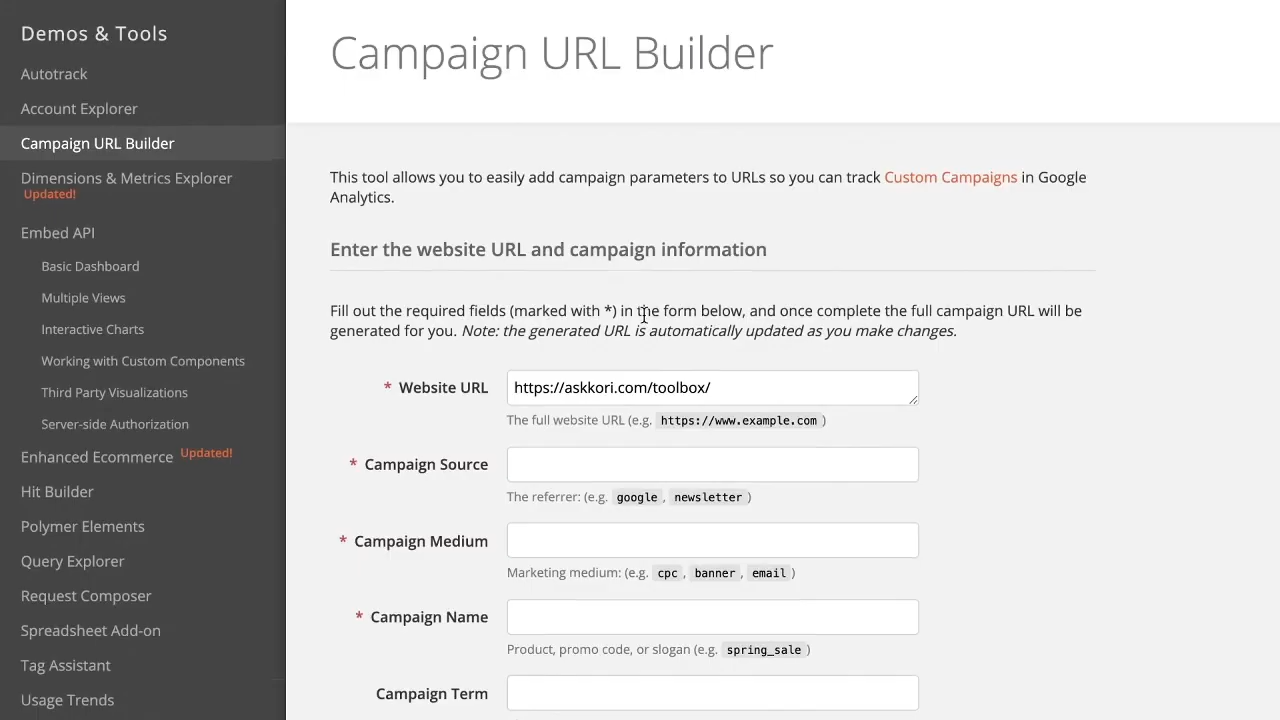 Demos & Tools
Autotrack
Account Explorer
Campaign URL Builder
Dimensions & Metrics Explorer
Updated!
Embed API
Basic Dashboard
Multiple Views
Interactive Charts
Working with Custom Components
Third Party Visualizations
Server-side Authorization
Enhanced Ecommerce Updated!
Hit Builder
Polymer Elements
Query Explorer
Request Composer
Spreadsheet Add-on
Tag Assistant
Usage Trends
Campaign URL Builder
This tool allows you to easily add campaign parameters to URLs so you can track Custom Campaigns in Google
Analytics.
Enter the website URL and campaign information
Fill out the required fields (marked with *) in the form below, and once complete the full campaign URL will be
generated for you. Note: the generated URL is automatically updated as you make changes.
* Website URL https://askkori.com/toolbox/
The full website URL (e.g. https://www.example.com )
* Campaign Source
The referrer: (e.g. google , newsletter )
* Campaign Medium
Marketing medium: (e.g. cpc , banner , email )
* Campaign Name
Product, promo code, or slogan (e.g. spring_sale )
Campaign Term